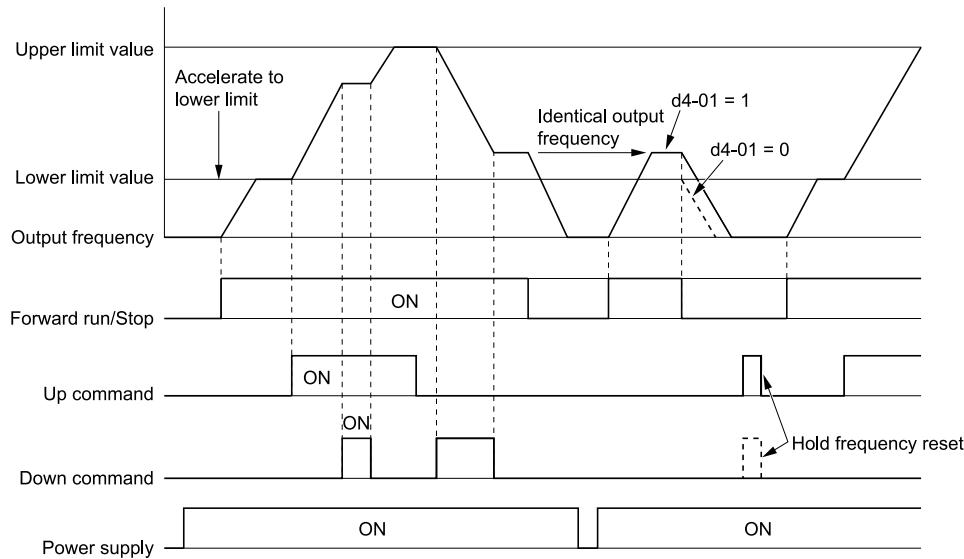 Upper limit value
Accelerate to
lower limit
d4-01 = 1
Identical output
frequency
d4-01 = 0
Lower limit value
Output frequency
ON
Forward run/Stop
ON
Up command
ON
Hold frequency reset
Down command
ON
ON
Power supply